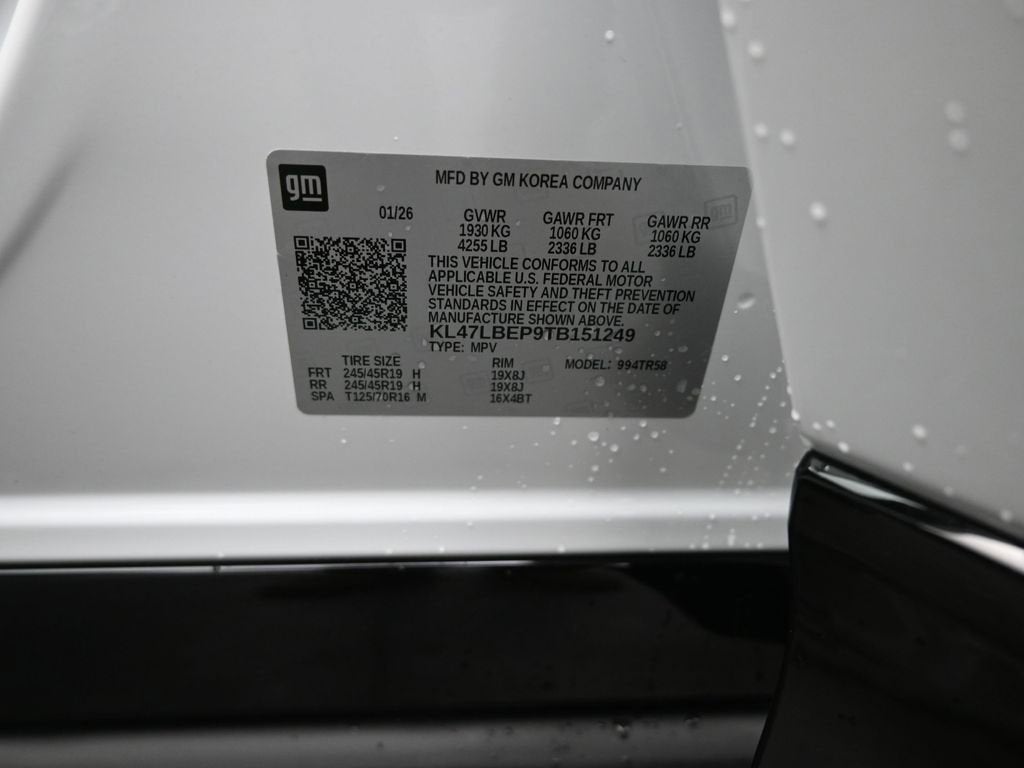 gm
MFD BY GM KOREA COMPANY
01/26
GVWR GAWR FRT GAWR RR
1930 KG 1060 KG 1060 KG
4255 LB 2336 LB 2336 LB
THIS VEHICLE CONFORMS TO ALL
APPLICABLE U.S. FEDERAL MOTOR
VEHICLE SAFETY AND THEFT PREVENTION
STANDARDS IN EFFECT ON THE DATE OF
MANUFACTURE SHOWN ABOVE.
KL47LBEP9TB151249
TYPE: MPV
TIRE SIZE RIM MODEL: 994TR58
FRT 245/45R19 H 19X8J
RR 245/45R19 H 19X8J
SPA T125/70R16 M 16X4BT